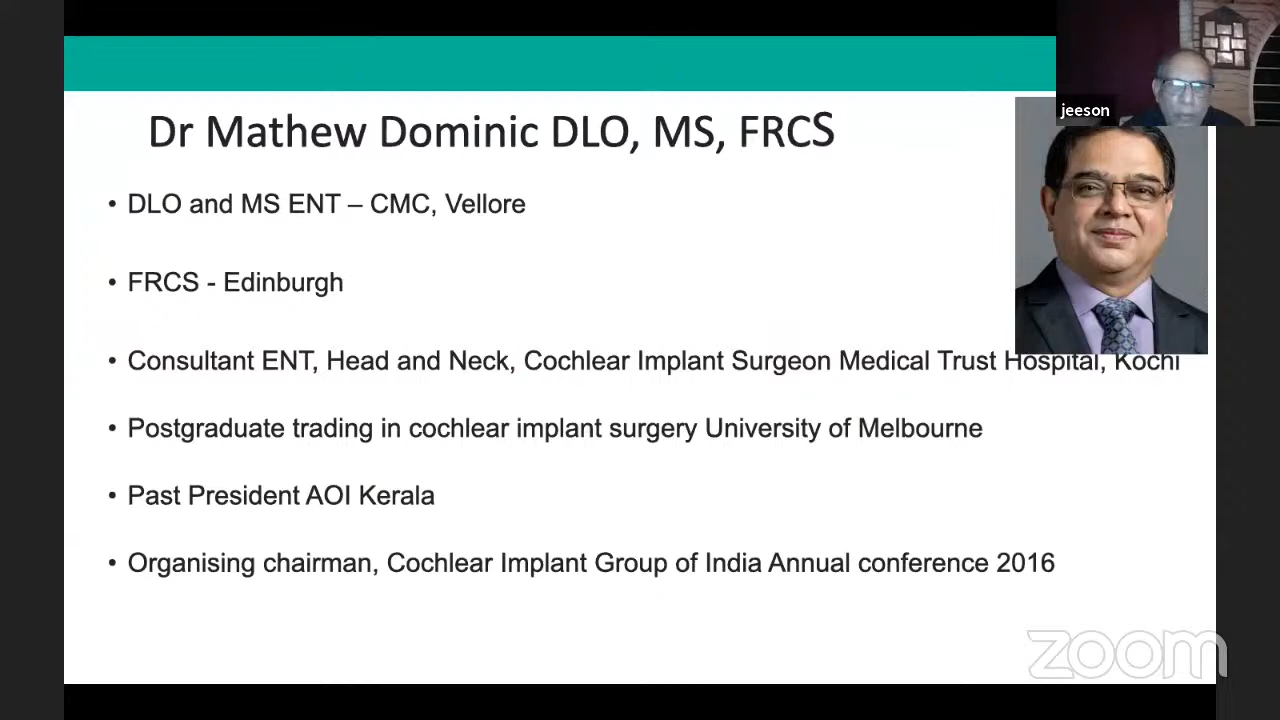 jeeson
Dr Mathew Dominic DLO, MS, FRCS
• DLO and MS ENT – CMC, Vellore
• FRCS - Edinburgh
• Consultant ENT, Head and Neck, Cochlear Implant Surgeon Medical Trust Hospital, Kochi
• Postgraduate trading in cochlear implant surgery University of Melbourne
• Past President AOI Kerala
• Organising chairman, Cochlear Implant Group of India Annual conference 2016
zoom